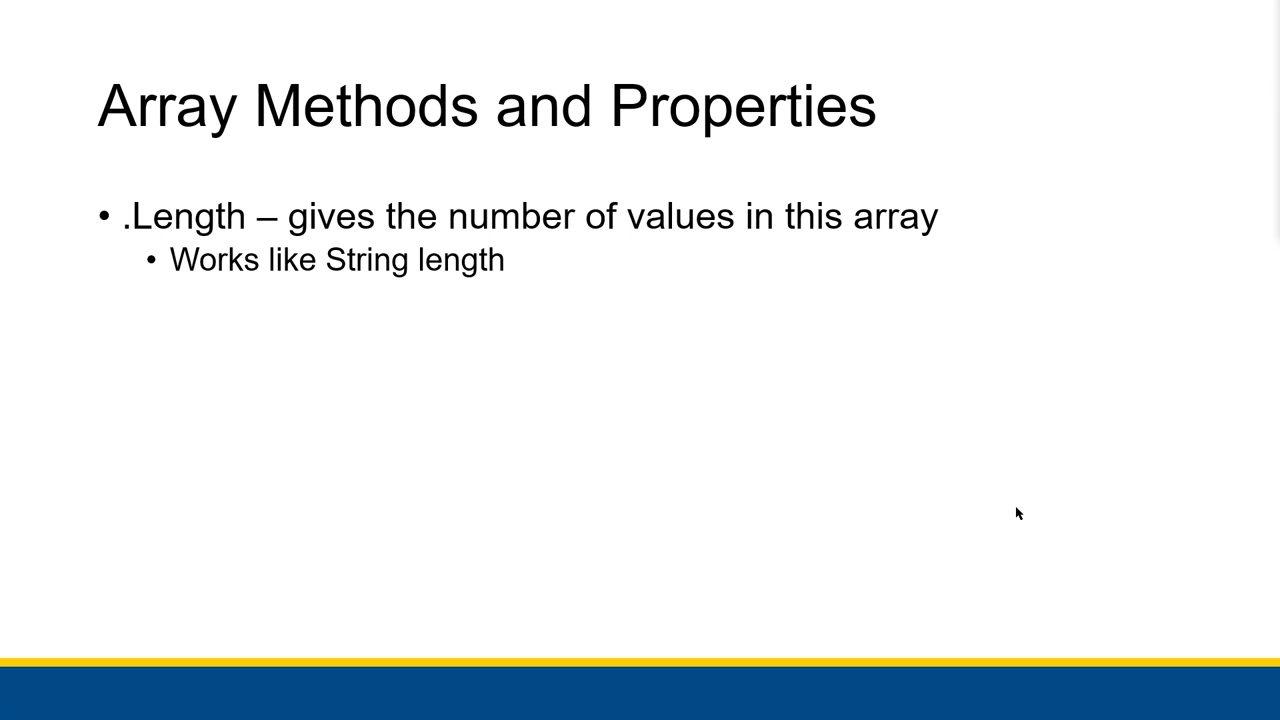 Array Methods and Properties
• .Length – gives the number of values in this array
• Works like String length